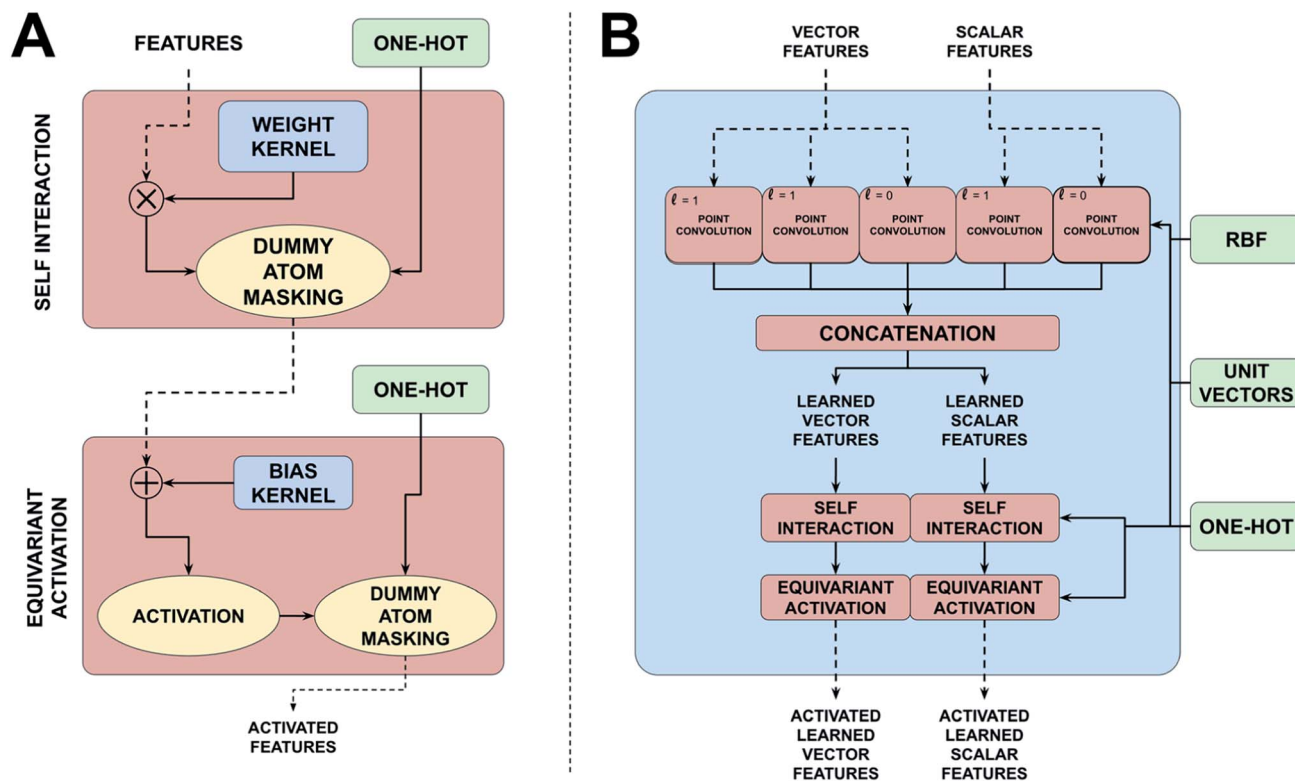 A
FEATURES
ONE-HOT
SELF INTERACTION
WEIGHT
KERNEL
DUMMY
ATOM
MASKING
ONE-HOT
EQUIVARIANT
ACTIVATION
BIAS
KERNEL
ACTIVATION
DUMMY
ATOM
MASKING
ACTIVATED
FEATURES
B
VECTOR
FEATURES
SCALAR
FEATURES
ℓ = 1
POINT
CONVOLUTION
ℓ = 1
POINT
CONVOLUTION
ℓ = 0
POINT
CONVOLUTION
ℓ = 1
POINT
CONVOLUTION
ℓ = 0
POINT
CONVOLUTION
RBF
CONCATENATION
UNIT
VECTORS
LEARNED
VECTOR
FEATURES
LEARNED
SCALAR
FEATURES
SELF
INTERACTION
SELF
INTERACTION
ONE-HOT
EQUIVARIANT
ACTIVATION
EQUIVARIANT
ACTIVATION
ACTIVATED
LEARNED
VECTOR
FEATURES
ACTIVATED
LEARNED
SCALAR
FEATURES